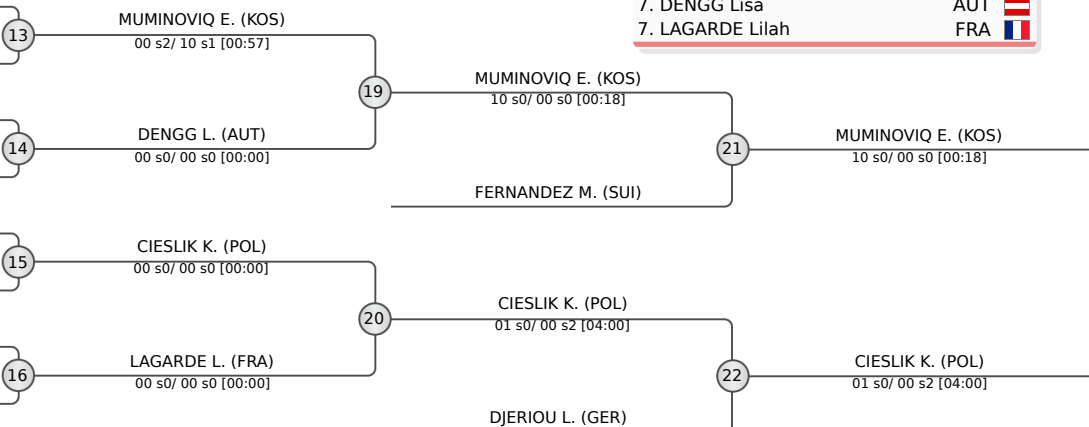 7. DENGG Lisa AUT
7. LAGARDE Lilah FRA
MUMINOVIQ E. (KOS)
13
00 s2/ 10 s1 [00:57]
19
MUMINOVIQ E. (KOS)
10 s0/ 00 s0 [00:18]
DENGG L. (AUT)
14
00 s0/ 00 s0 [00:00]
21
MUMINOVIQ E. (KOS)
10 s0/ 00 s0 [00:18]
FERNANDEZ M. (SUI)
CIESLIK K. (POL)
15
00 s0/ 00 s0 [00:00]
20
CIESLIK K. (POL)
01 s0/ 00 s2 [04:00]
LAGARDE L. (FRA)
16
00 s0/ 00 s0 [00:00]
22
CIESLIK K. (POL)
01 s0/ 00 s2 [04:00]
DJERIOU L. (GER)